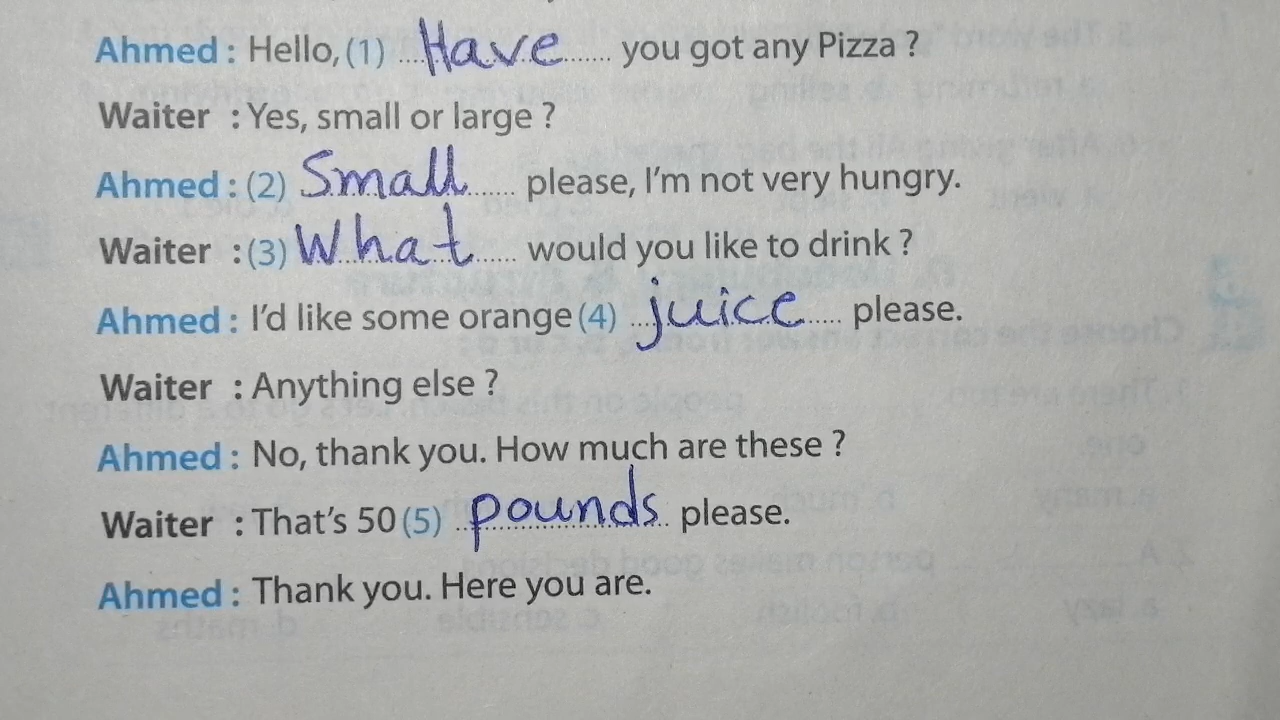 Ahmed : Hello, (1) Have you got any Pizza ?
Waiter : Yes, small or large ?
Ahmed : (2) Small please, I'm not very hungry.
Waiter : (3) What would you like to drink ?
Ahmed : I'd like some orange (4) juice please.
Waiter : Anything else ?
Ahmed : No, thank you. How much are these ?
Waiter : That's 50 (5) pounds please.
Ahmed : Thank you. Here you are.